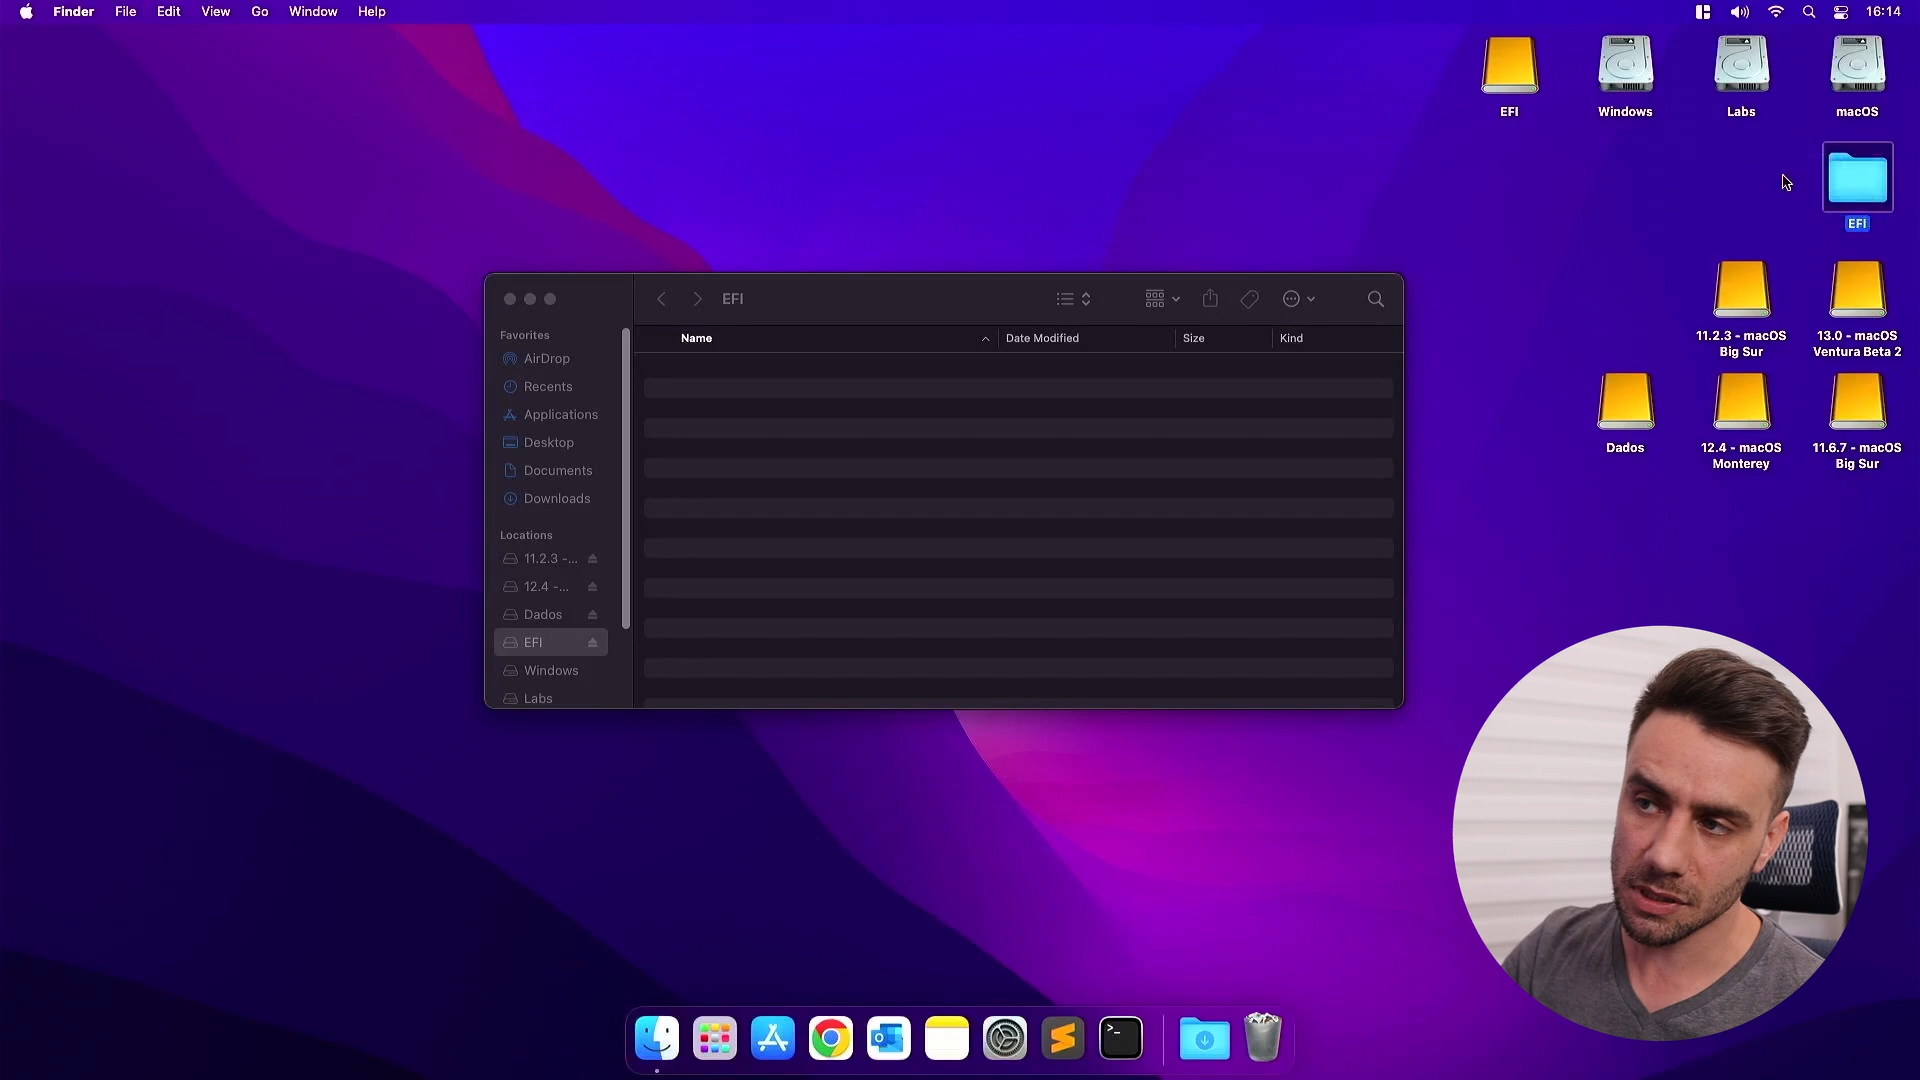 Finder File Edit View Go Window Help 16:14
EFI Windows Labs macOS
EFI
11.2.3 - macOS
Big Sur
13.0 - macOS
Ventura Beta 2
Dados
12.4 - macOS
Monterey
11.6.7 - macOS
Big Sur
EFI
Name Date Modified Size Kind
Favorites
AirDrop
Recents
Applications
Desktop
Documents
Downloads
Locations
11.2.3 -...
12.4 -...
Dados
EFI
Windows
Labs